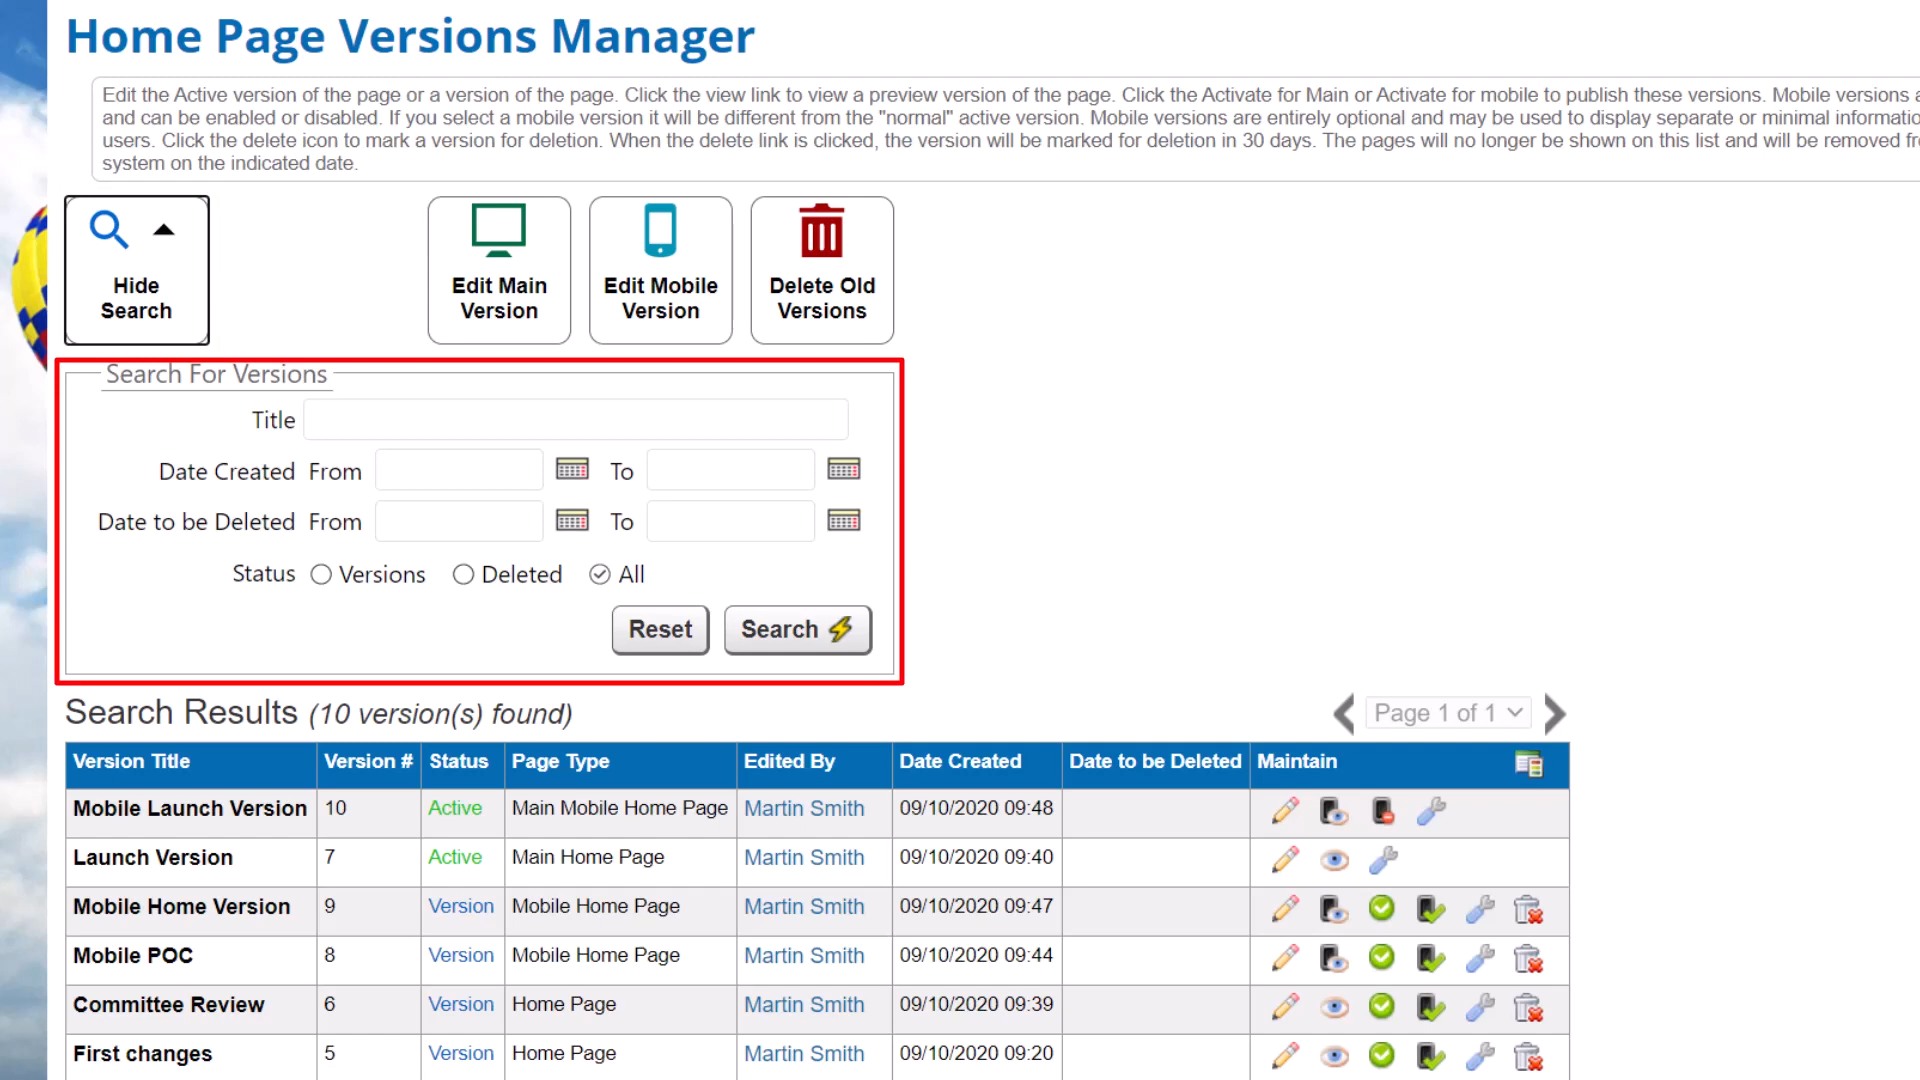 Home Page Versions Manager
Edit the Active version of the page or a version of the page. Click the view link to view a preview version of the page. Click the Activate for Main or Activate for mobile to publish these versions. Mobile versions
and can be enabled or disabled. If you select a mobile version it will be different from the "normal" active version. Mobile versions are entirely optional and may be used to display separate or minimal
users. Click the delete icon to mark a version for deletion. When the delete link is clicked, the version will be marked for deletion in 30 days. The pages will no longer be shown on this list and will be removed
system on the indicated date.
Hide
Search
Edit Main
Version
Edit Mobile
Version
Delete Old
Versions
Search For Versions
Title
Date Created From To
Date to be Deleted From To
Status Versions Deleted All
Reset Search
Search Results (10 version(s) found) Page 1 of 1
Version Title Version # Status Page Type Edited By Date Created Date to be Deleted Maintain
Mobile Launch Version 10 Active Main Mobile Home Page Martin Smith 09/10/2020 09:48
Launch Version 7 Active Main Home Page Martin Smith 09/10/2020 09:40
Mobile Home Version 9 Version Mobile Home Page Martin Smith 09/10/2020 09:47
Mobile POC 8 Version Mobile Home Page Martin Smith 09/10/2020 09:44
Committee Review 6 Version Home Page Martin Smith 09/10/2020 09:39
First changes 5 Version Home Page Martin Smith 09/10/2020 09:20